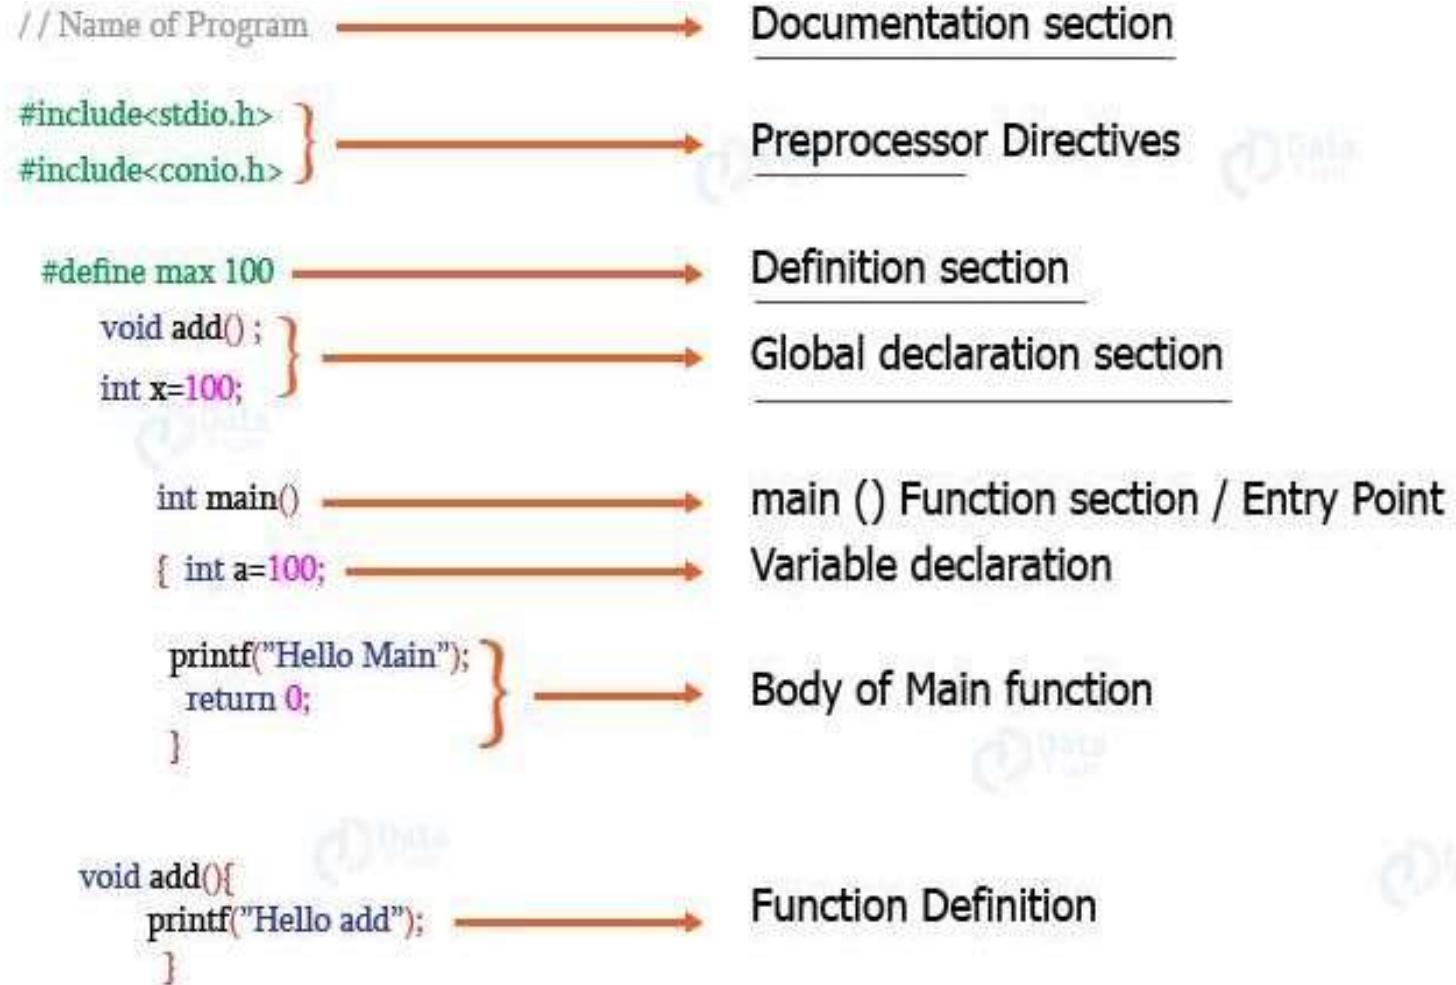 // Name of Program Documentation section
#include<stdio.h>
#include<conio.h>
Preprocessor Directives
#define max 100 Definition section
void add() ;
int x=100;
Global declaration section
int main() main () Function section / Entry Point
{ int a=100; Variable declaration
printf("Hello Main");
return 0;
}
Body of Main function
void add(){
printf("Hello add"); Function Definition
}